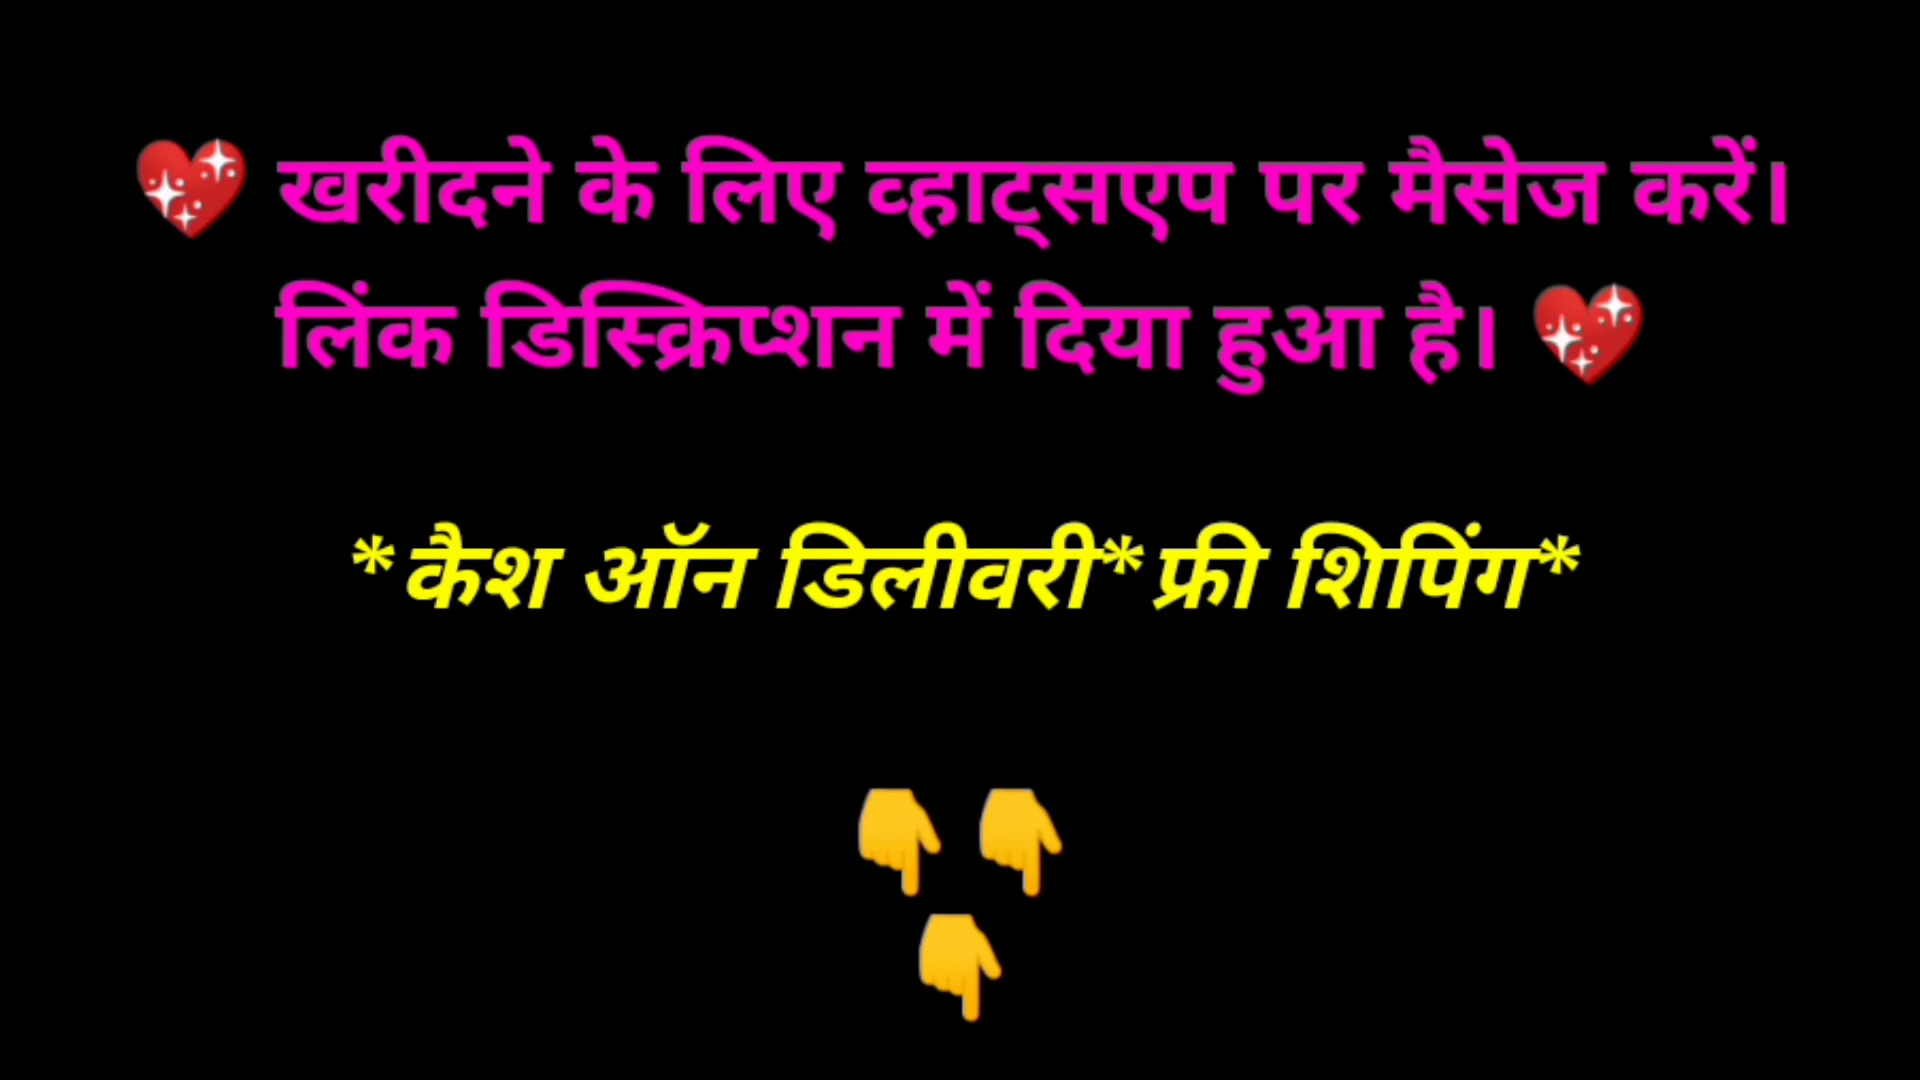 💖 खरीदने के लिए व्हाट्सएप पर मैसेज करें।
लिंक डिस्क्रिप्शन में दिया हुआ है। 💖
*कैश ऑन डिलीवरी*फ्री शिपिंग*
👇 👇
👇